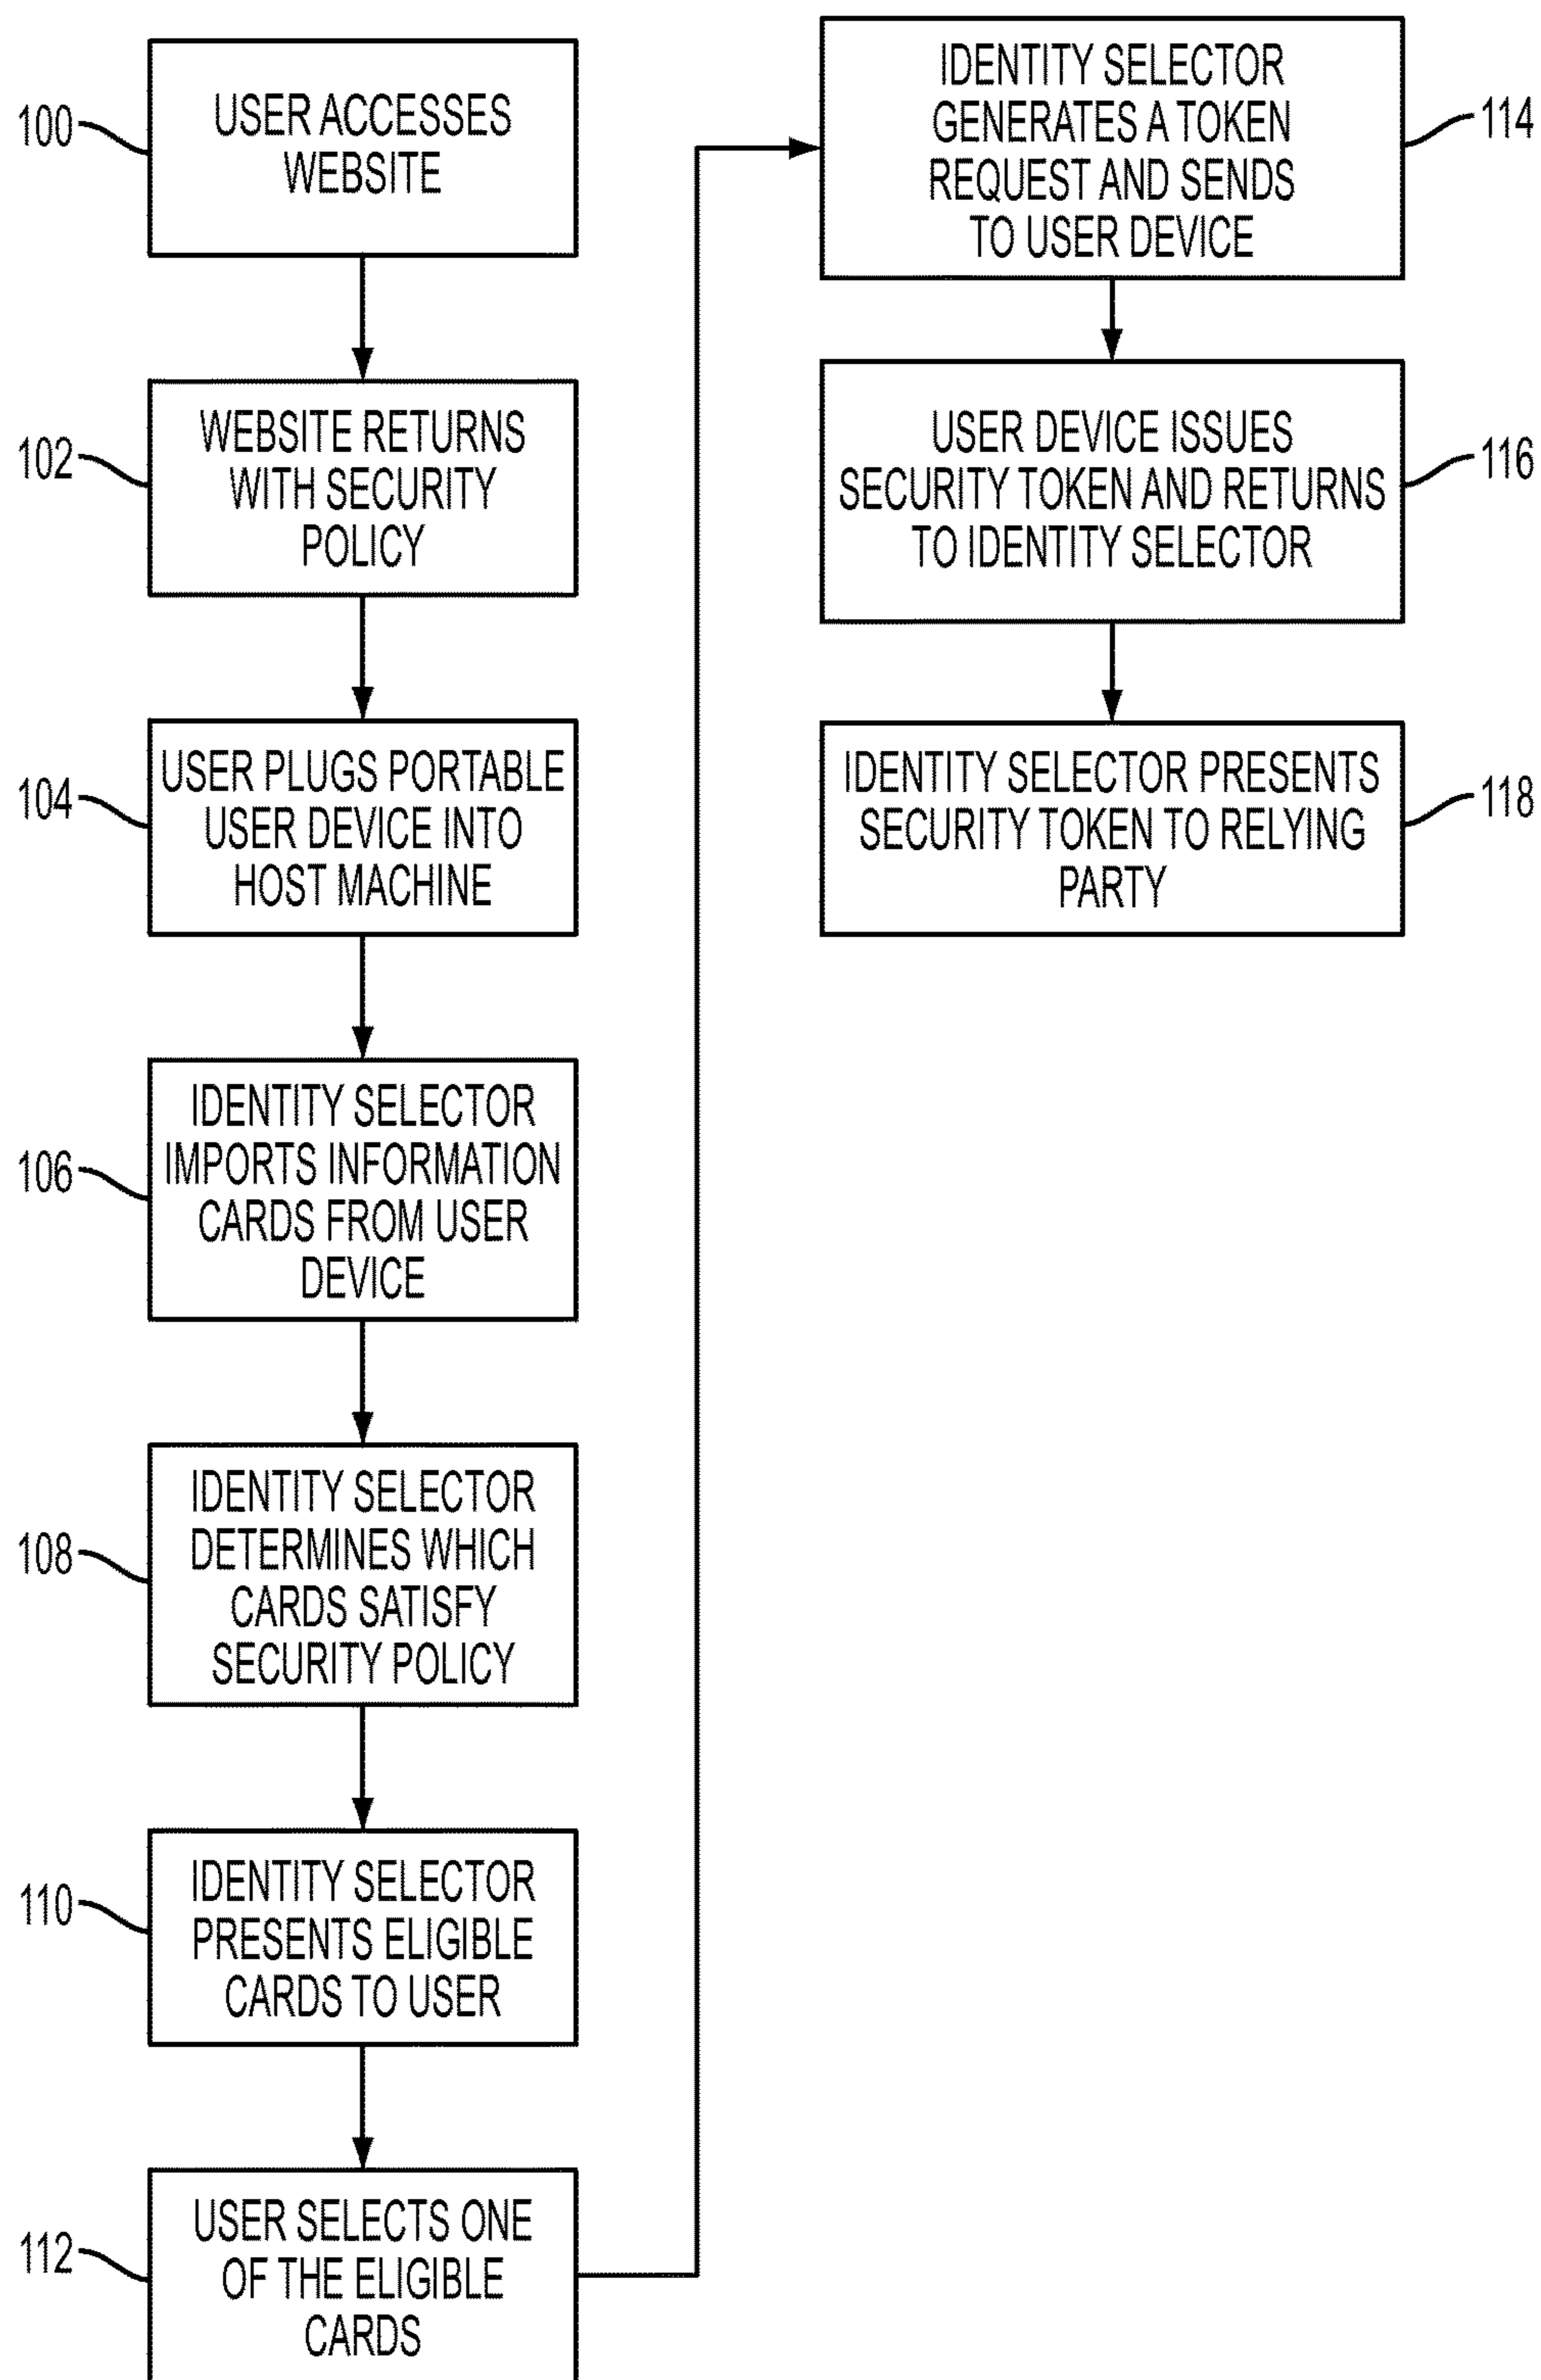 100
USER ACCESSES
WEBSITE
102
WEBSITE RETURNS
WITH SECURITY
POLICY
104
USER PLUGS PORTABLE
USER DEVICE INTO
HOST MACHINE
106
IDENTITY SELECTOR
IMPORTS INFORMATION
CARDS FROM USER
DEVICE
108
IDENTITY SELECTOR
DETERMINES WHICH
CARDS SATISFY
SECURITY POLICY
110
IDENTITY SELECTOR
PRESENTS ELIGIBLE
CARDS TO USER
112
USER SELECTS ONE
OF THE ELIGIBLE
CARDS
IDENTITY SELECTOR
GENERATES A TOKEN
REQUEST AND SENDS
TO USER DEVICE
114
USER DEVICE ISSUES
SECURITY TOKEN AND RETURNS
TO IDENTITY SELECTOR
116
IDENTITY SELECTOR PRESENTS
SECURITY TOKEN TO RELYING
PARTY
118